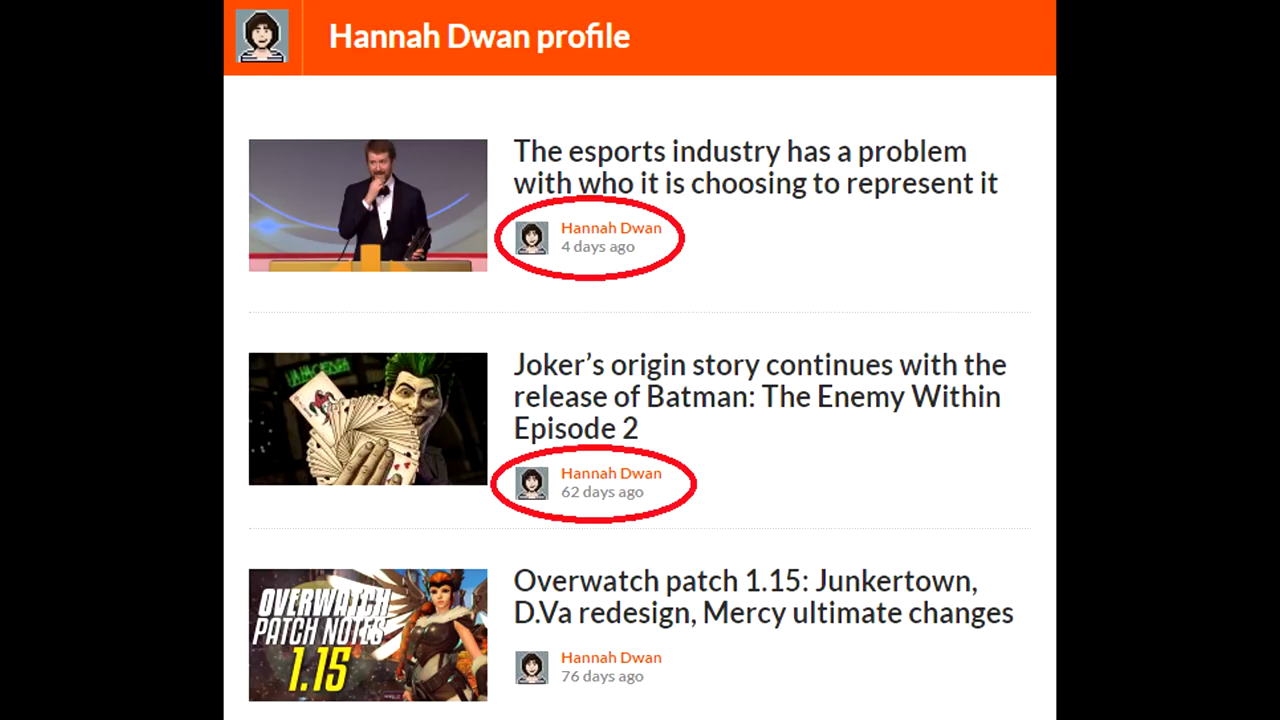 Hannah Dwan profile
The esports industry has a problem
with who it is choosing to represent it
Hannah Dwan
4 days ago
Joker’s origin story continues with the
release of Batman: The Enemy Within
Episode 2
Hannah Dwan
62 days ago
OVERWATCH
PATCH NOTES
1.15
Overwatch patch 1.15: Junkertown,
D.Va redesign, Mercy ultimate changes
Hannah Dwan
76 days ago